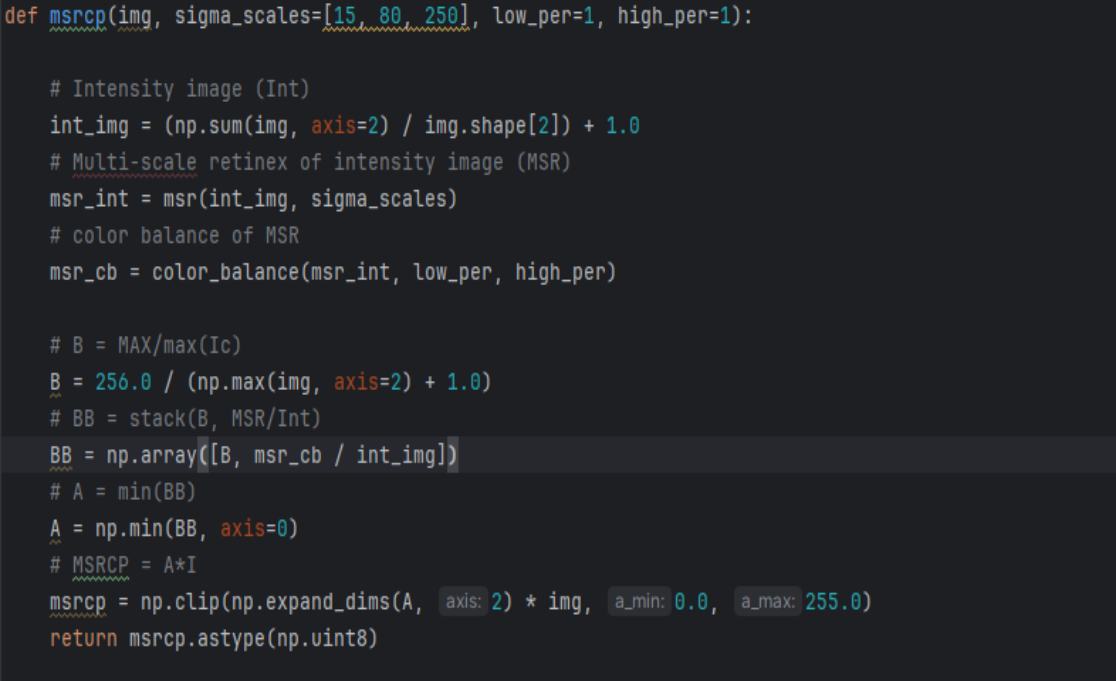 def msrcp(img, sigma_scales=[15, 80, 250], low_per=1, high_per=1):
# Intensity image (Int)
int_img = (np.sum(img, axis=2) / img.shape[2]) + 1.0
# Multi-scale retinex of intensity image (MSR)
msr_int = msr(int_img, sigma_scales)
# color balance of MSR
msr_cb = color_balance(msr_int, low_per, high_per)
# B = MAX/max(Ic)
B = 256.0 / (np.max(img, axis=2) + 1.0)
# BB = stack(B, MSR/Int)
BB = np.array([B, msr_cb / int_img])
# A = min(BB)
A = np.min(BB, axis=0)
# MSRCP = A*I
msrcp = np.clip(np.expand_dims(A, axis: 2) * img, a_min: 0.0, a_max: 255.0)
return msrcp.astype(np.uint8)